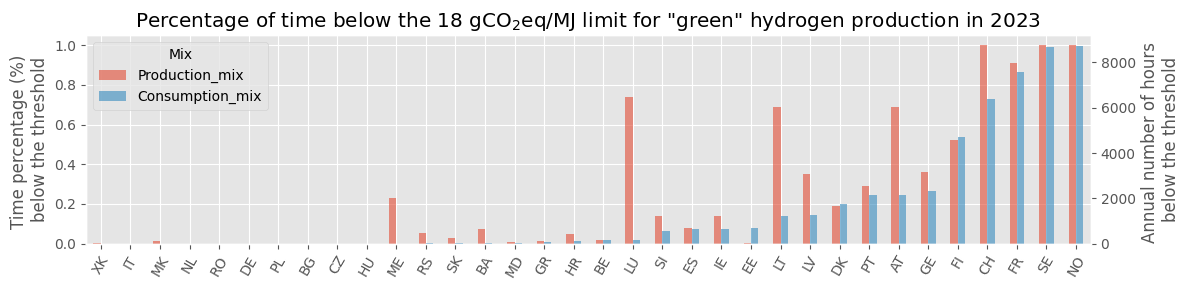 Percentage of time below the 18 gCO₂eq/MJ limit for "green" hydrogen production in 2023
Time percentage (%)
below the threshold
1.0
0.8
0.6
0.4
0.2
0.0
Mix
Production_mix
Consumption_mix
8000
6000
4000
2000
0
Annual number of hours
below the threshold
XK IT MK NL RO DE PL BG CZ HU ME RS SK BA MD GR HR BE LU SI ES IE EE LT LV DK PT AT GE FI CH FR SE NO